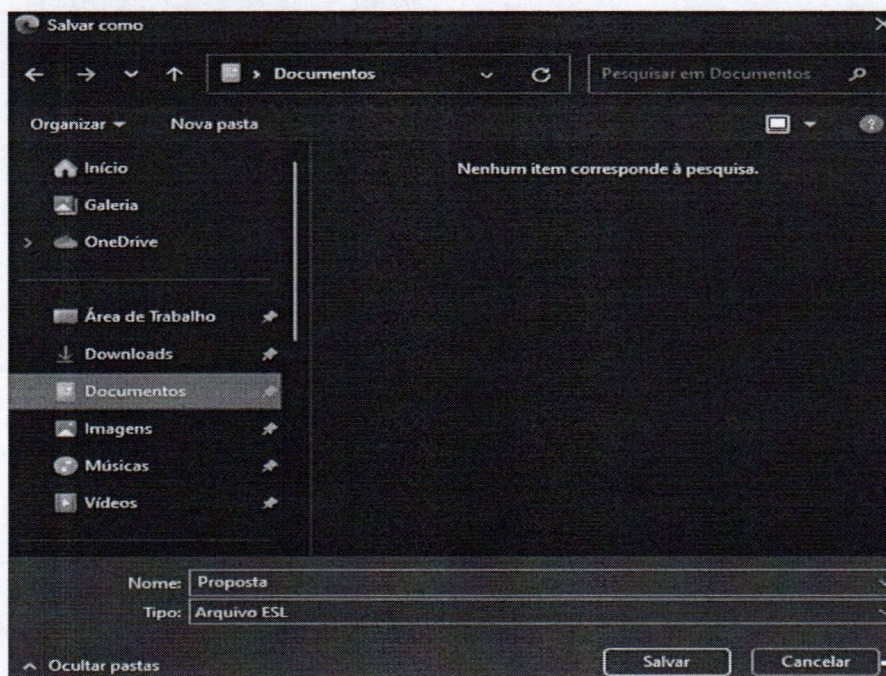 Salvar como
Documentos
Pesquisar em Documentos
Organizar
Nova pasta
Início
Nenhum item corresponde à pesquisa.
Galeria
OneDrive
Área de Trabalho
Downloads
Documentos
Imagens
Músicas
Vídeos
Nome: Proposta
Tipo: Arquivo ESL
Ocultar pastas
Salvar
Cancelar